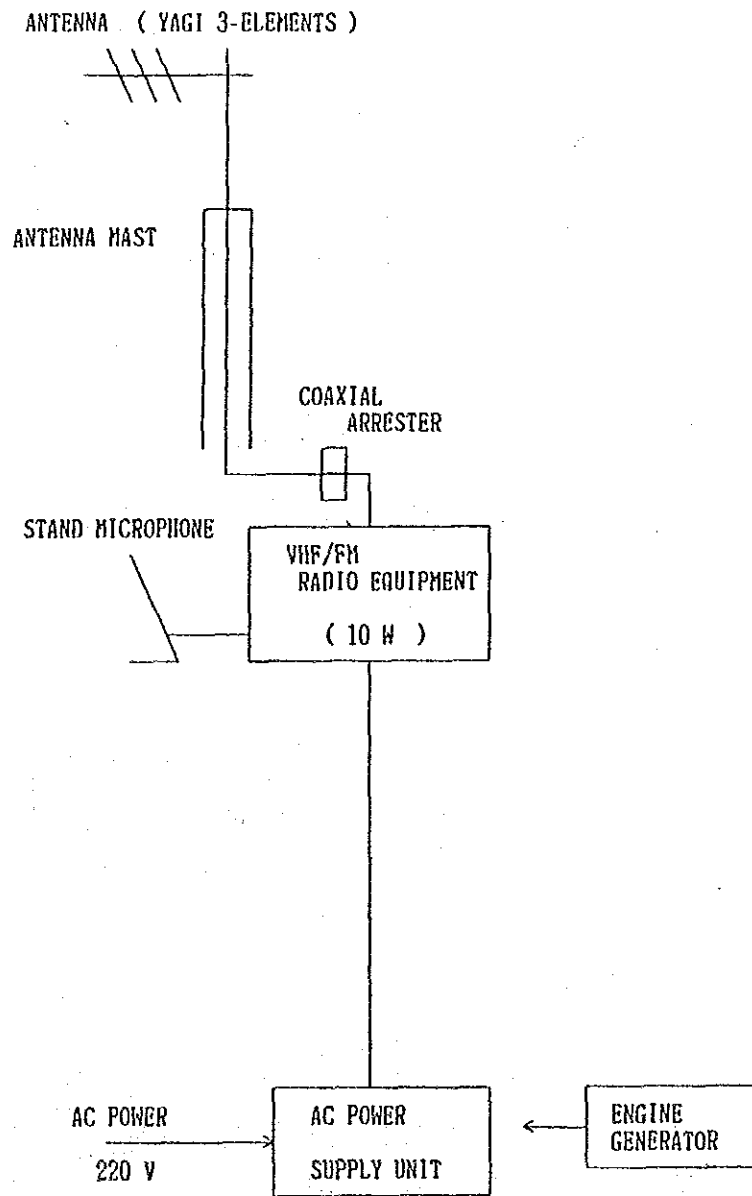 ANTENNA ( YAGI 3-ELEMENTS )
ANTENNA MAST
COAXIAL
ARRESTER
STAND MICROPHONE
VHF/FM
RADIO EQUIPMENT
( 10 W )
AC POWER
220 V
AC POWER
SUPPLY UNIT
ENGINE
GENERATOR